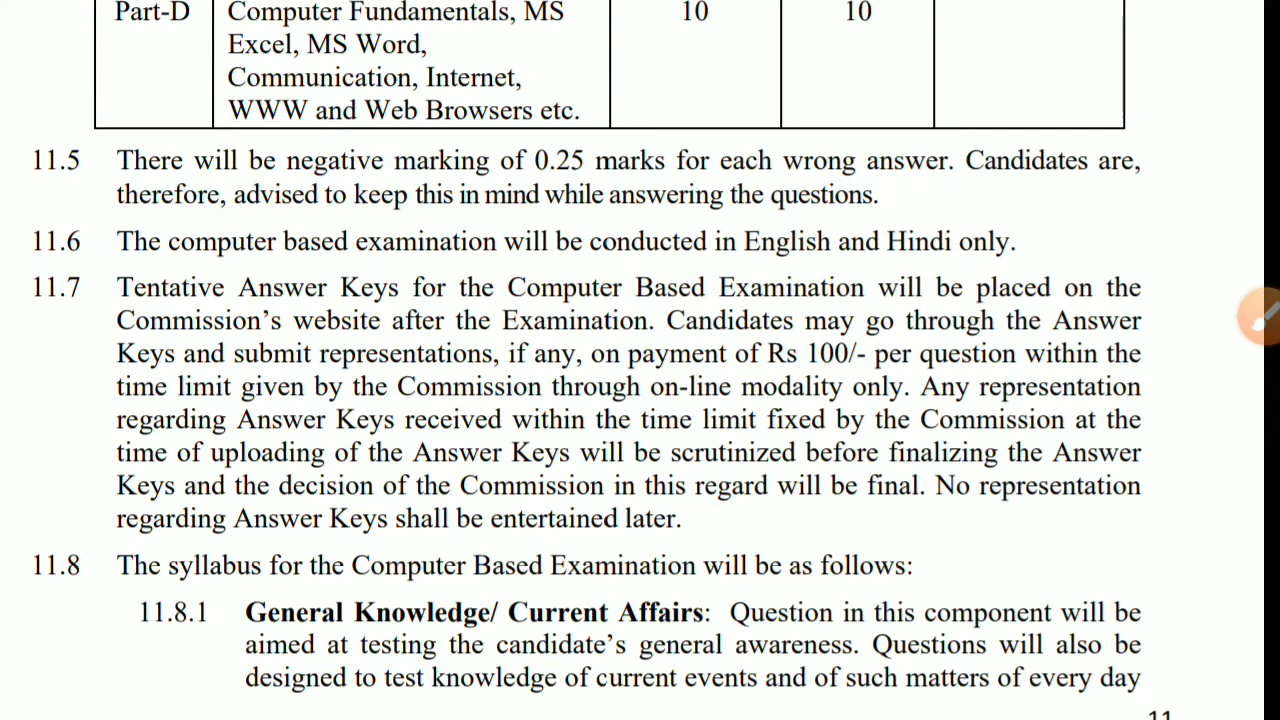 Part-D Computer Fundamentals, MS 10 10
Excel, MS Word,
Communication, Internet,
WWW and Web Browsers etc.
11.5 There will be negative marking of 0.25 marks for each wrong answer. Candidates are,
therefore, advised to keep this in mind while answering the questions.
11.6 The computer based examination will be conducted in English and Hindi only.
11.7 Tentative Answer Keys for the Computer Based Examination will be placed on the
Commission’s website after the Examination. Candidates may go through the Answer
Keys and submit representations, if any, on payment of Rs 100/- per question within the
time limit given by the Commission through on-line modality only. Any representation
regarding Answer Keys received within the time limit fixed by the Commission at the
time of uploading of the Answer Keys will be scrutinized before finalizing the Answer
Keys and the decision of the Commission in this regard will be final. No representation
regarding Answer Keys shall be entertained later.
11.8 The syllabus for the Computer Based Examination will be as follows:
11.8.1 General Knowledge/ Current Affairs: Question in this component will be
aimed at testing the candidate’s general awareness. Questions will also be
designed to test knowledge of current events and of such matters of every day
11